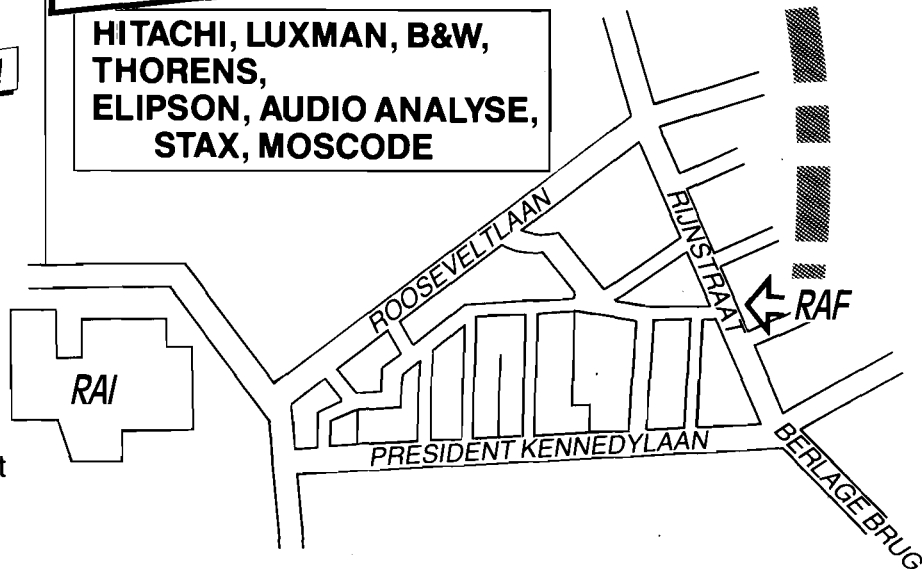 HITACHI, LUXMAN, B&W,
THORENS,
ELIPSON, AUDIO ANALYSE,
STAX, MOSCODE
ROOSEVELTLAAN
RIJNSTRAAT
RAF
RAI
PRESIDENT KENNEDYLAAN
BERLAGE BRUG
t